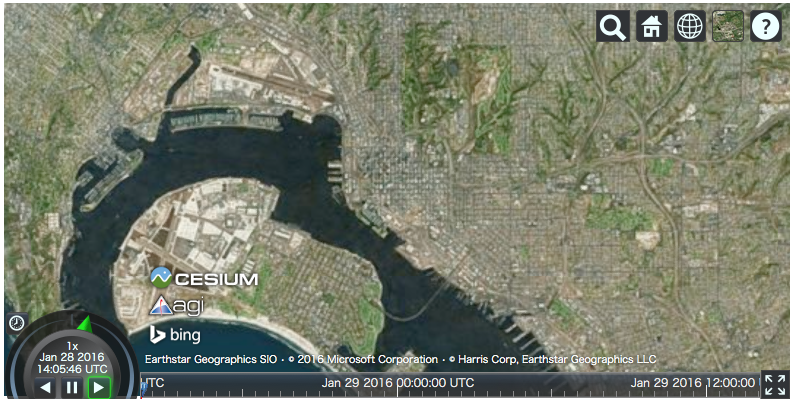 ?
CESIUM
agi
bing
Earthstar Geographics SIO • © 2016 Microsoft Corporation • © Harris Corp, Earthstar Geographics LLC
1x
Jan 28 2016
14:05:46 UTC
UTC
Jan 29 2016 00:00:00 UTC
Jan 29 2016 12:00:00